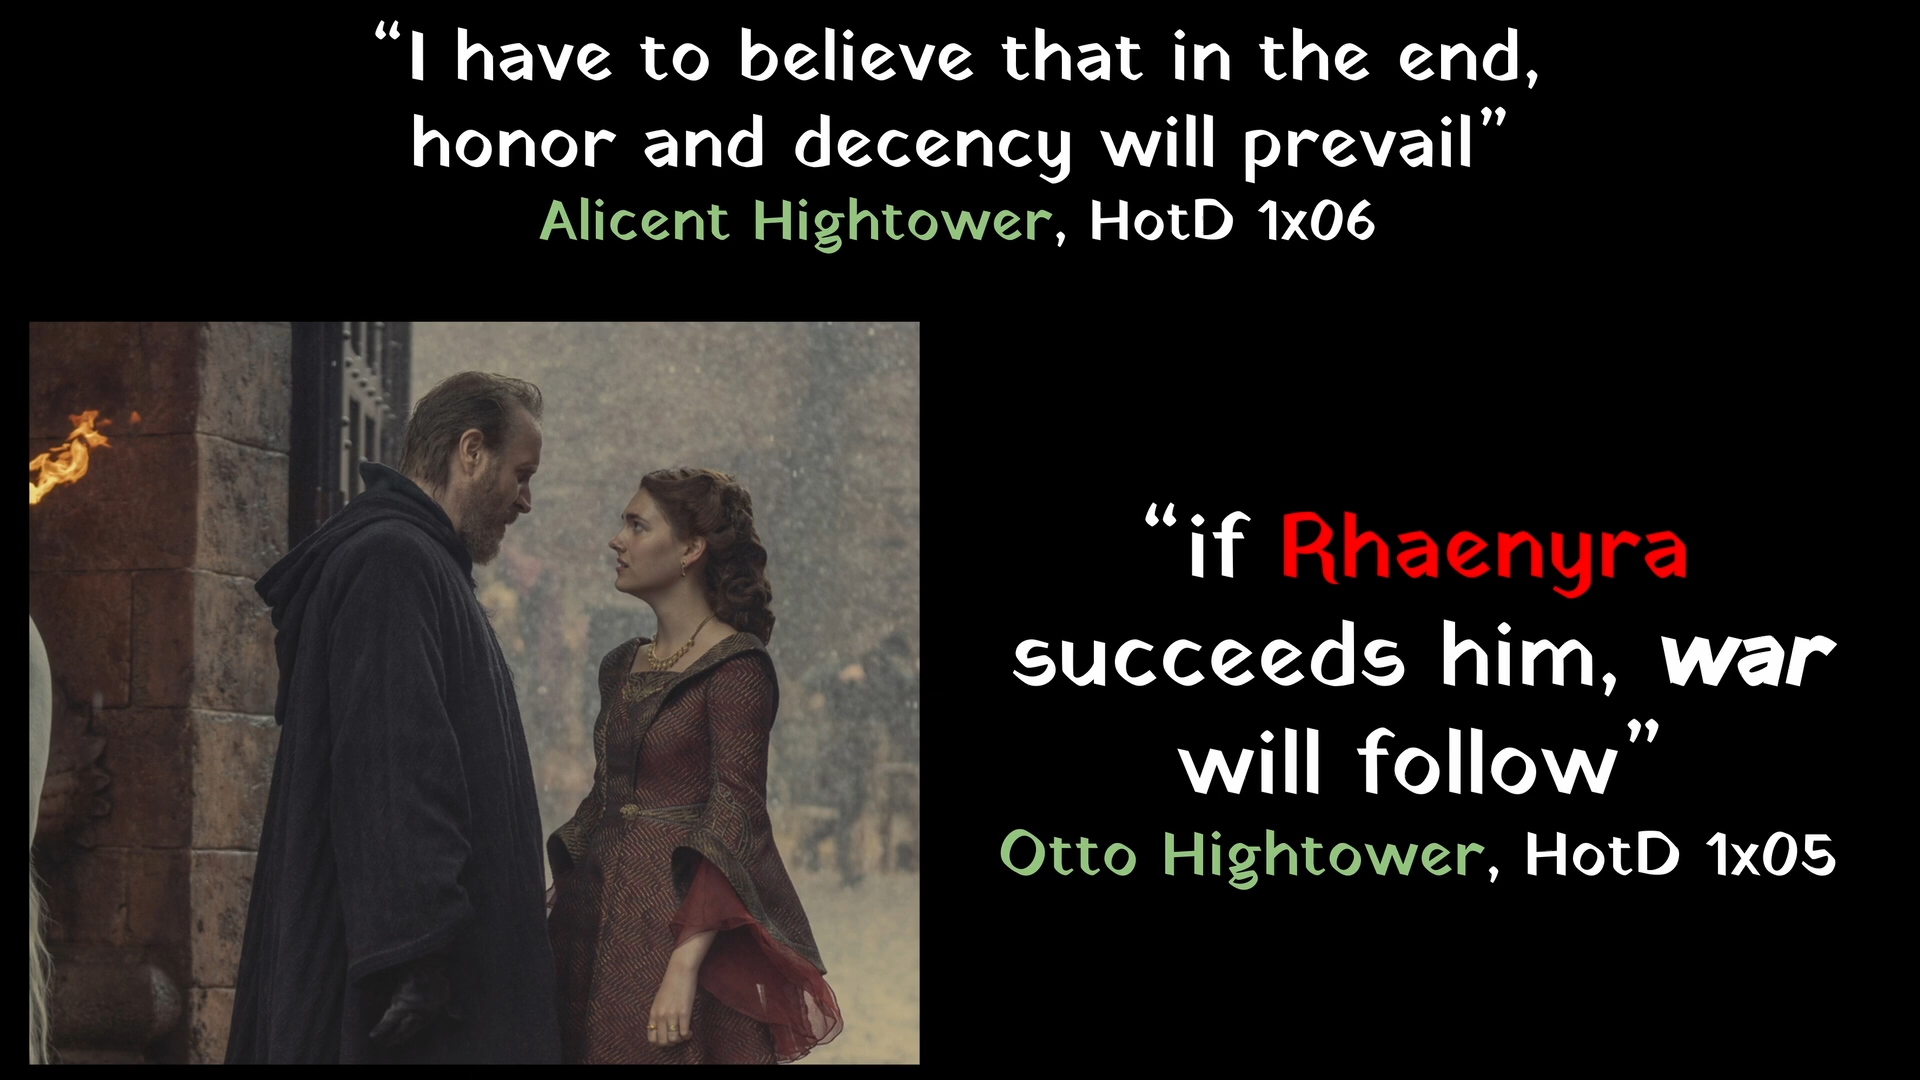 “I have to believe that in the end,
honor and decency will prevail”
Alicent Hightower, HotD 1x06
“if Rhaenyra
succeeds him, war
will follow”
Otto Hightower, HotD 1x05